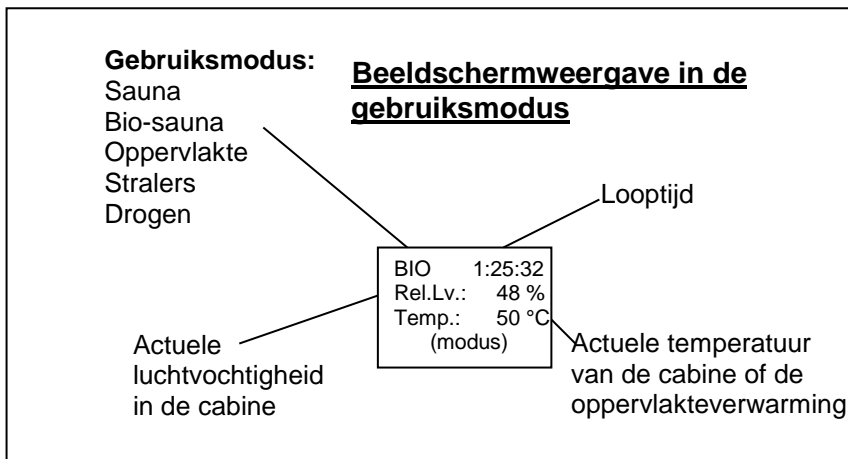 Gebruiksmodus:
Sauna
Bio-sauna
Oppervlakte
Stralers
Drogen
Beeldschermweergave in de
gebruiksmodus
Looptijd
BIO 1:25:32
Rel.Lv.: 48 %
Temp.: 50 °C
(modus)
Actuele
luchtvochtigheid
in de cabine
Actuele temperatuur
van de cabine of de
oppervlakteverwarming